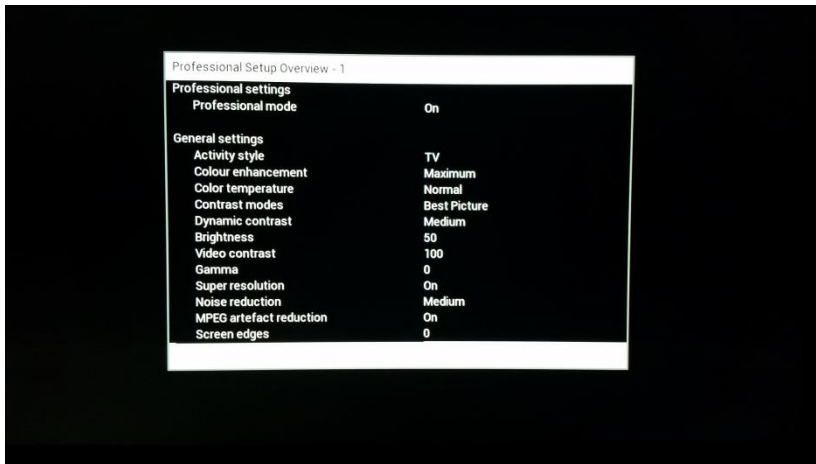 Professional Setup Overview - 1
Professional settings
Professional mode On
General settings
Activity style TV
Colour enhancement Maximum
Color temperature Normal
Contrast modes Best Picture
Dynamic contrast Medium
Brightness 50
Video contrast 100
Gamma 0
Super resolution On
Noise reduction Medium
MPEG artefact reduction On
Screen edges 0